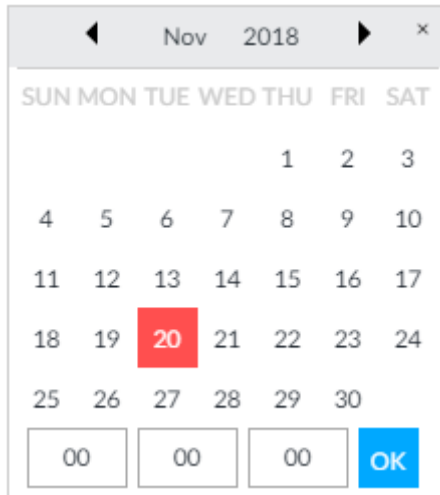 Nov 2018 ×
SUN MON TUE WED THU FRI SAT
1 2 3
4 5 6 7 8 9 10
11 12 13 14 15 16 17
18 19 20 21 22 23 24
25 26 27 28 29 30
00 00 00 OK